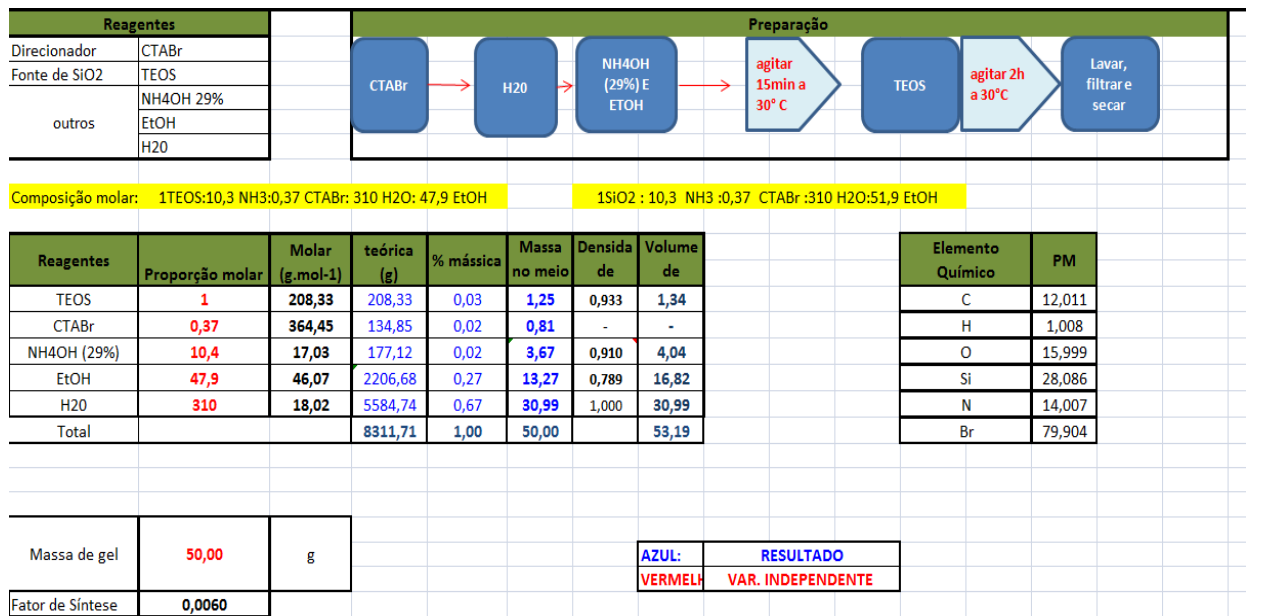 Reagentes
Preparação
Direcionador CTABr
Fonte de SiO2 TEOS
outros
NH4OH 29%
EtOH
H20
CTABr
H20
NH4OH
(29%) E
ETOH
agitar
15min a
30° C
TEOS
agitar 2h
a 30°C
Lavar,
filtrar e
secar
Composição molar: 1TEOS:10,3 NH3:0,37 CTABr: 310 H2O: 47,9 EtOH
1SiO2 : 10,3 NH3 :0,37 CTABr :310 H2O:51,9 EtOH
Reagentes Proporção molar Molar (g.mol-1) teórica (g) % mássica Massa no meio Densida de Volume de
TEOS 1 208,33 208,33 0,03 1,25 0,933 1,34
CTABr 0,37 364,45 134,85 0,02 0,81 - -
NH4OH (29%) 10,4 17,03 177,12 0,02 3,67 0,910 4,04
EtOH 47,9 46,07 2206,68 0,27 13,27 0,789 16,82
H20 310 18,02 5584,74 0,67 30,99 1,000 30,99
Total 8311,71 1,00 50,00 53,19
Elemento Químico PM
C 12,011
H 1,008
O 15,999
Si 28,086
N 14,007
Br 79,904
Massa de gel 50,00 g
AZUL: RESULTADO
VERMELH VAR. INDEPENDENTE
Fator de Síntese 0,0060